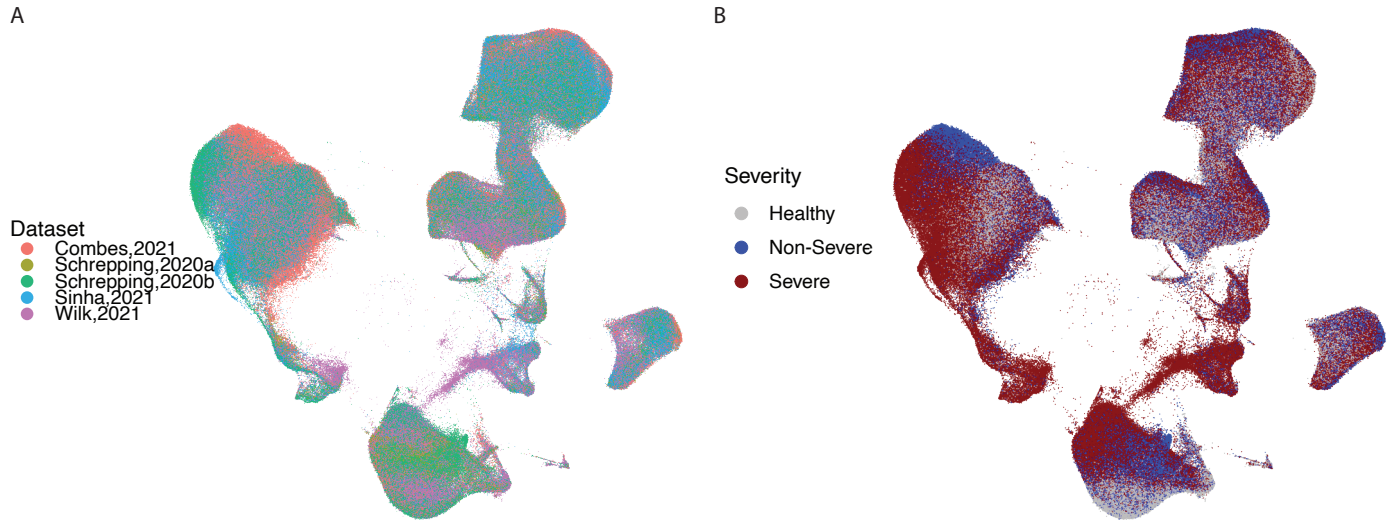 A
B
Dataset
Combes,2021
Schrepping,2020a
Schrepping,2020b
Sinha,2021
Wilk,2021
Severity
Healthy
Non-Severe
Severe